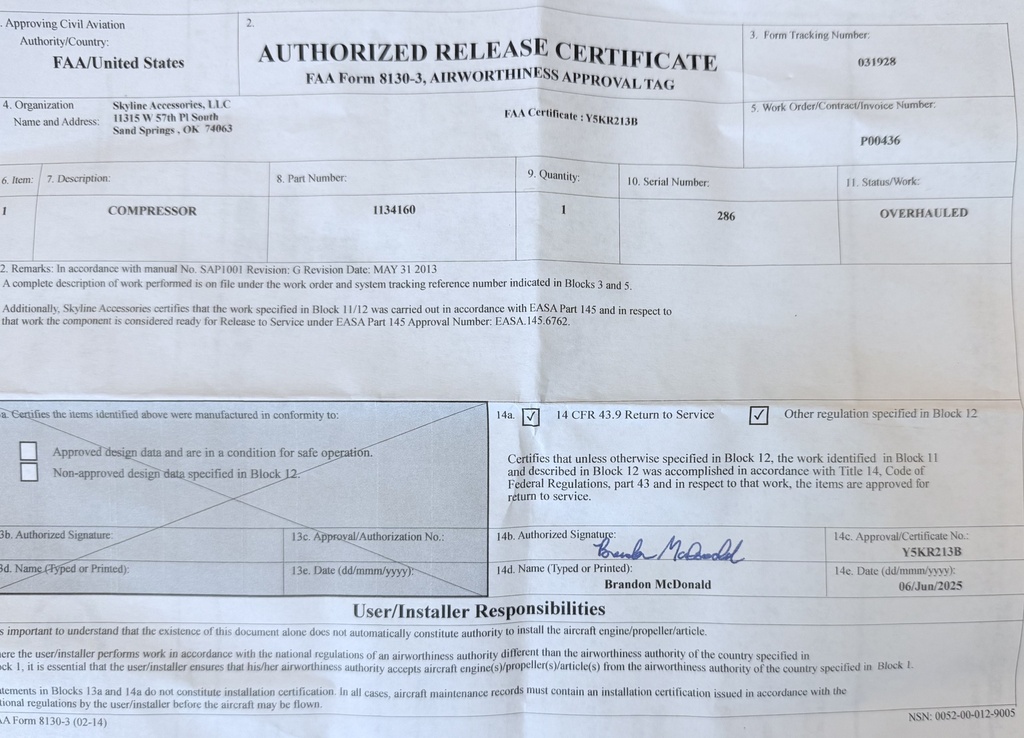 . Approving Civil Aviation
Authority/Country:
FAA/United States
2.
AUTHORIZED RELEASE CERTIFICATE
FAA Form 8130-3, AIRWORTHINESS APPROVAL TAG
3. Form Tracking Number:
031928
4. Organization
Name and Address:
Skyline Accessories, LLC
11315 W 57th Pl South
Sand Springs , OK 74063
FAA Certificate : Y5KR213B
5. Work Order/Contract/Invoice Number:
P00436
6. Item:
7. Description:
8. Part Number:
9. Quantity:
10. Serial Number:
11. Status/Work:
1
COMPRESSOR
1134160
1
286
OVERHAULED
2. Remarks: In accordance with manual No. SAP1001 Revision: G Revision Date: MAY 31 2013
A complete description of work performed is on file under the work order and system tracking reference number indicated in Blocks 3 and 5.
Additionally, Skyline Accessories certifies that the work specified in Block 11/12 was carried out in accordance with EASA Part 145 and in respect to
that work the component is considered ready for Release to Service under EASA Part 145 Approval Number: EASA.145.6762.
a. Certifies the items identified above were manufactured in conformity to:
Approved design data and are in a condition for safe operation.
Non-approved design data specified in Block 12.
3b. Authorized Signature:
13c. Approval/Authorization No.:
3d. Name (Typed or Printed):
13e. Date (dd/mmm/yyyy):
14a.
14 CFR 43.9 Return to Service
Other regulation specified in Block 12
Certifies that unless otherwise specified in Block 12, the work identified in Block 11
and described in Block 12 was accomplished in accordance with Title 14, Code of
Federal Regulations, part 43 and in respect to that work, the items are approved for
return to service.
14b. Authorized Signature:
Brandon McDonald
14c. Approval/Certificate No.:
Y5KR213B
14d. Name (Typed or Printed):
Brandon McDonald
14e. Date (dd/mmm/yyyy):
06/Jun/2025
User/Installer Responsibilities
s important to understand that the existence of this document alone does not automatically constitute authority to install the aircraft engine/propeller/article.
ere the user/installer performs work in accordance with the national regulations of an airworthiness authority different than the airworthiness authority of the country specified in
ck 1, it is essential that the user/installer ensures that his/her airworthiness authority accepts aircraft engine(s)/propeller(s)/article(s) from the airworthiness authority of the country specified in Block 1.
tements in Blocks 13a and 14a do not constitute installation certification. In all cases, aircraft maintenance records must contain an installation certification issued in accordance with the
tional regulations by the user/installer before the aircraft may be flown.
AA Form 8130-3 (02-14)
NSN: 0052-00-012-9005